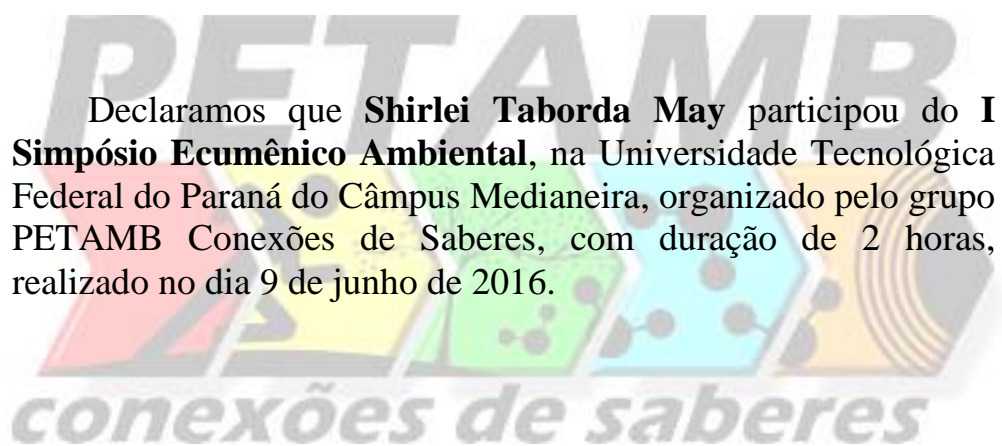 PETAMB
Declaramos que Shirlei Taborda May participou do I
Simpósio Ecumênico Ambiental, na Universidade Tecnológica
Federal do Paraná do Câmpus Medianeira, organizado pelo grupo
PETAMB Conexões de Saberes, com duração de 2 horas,
realizado no dia 9 de junho de 2016.
conexões de saberes